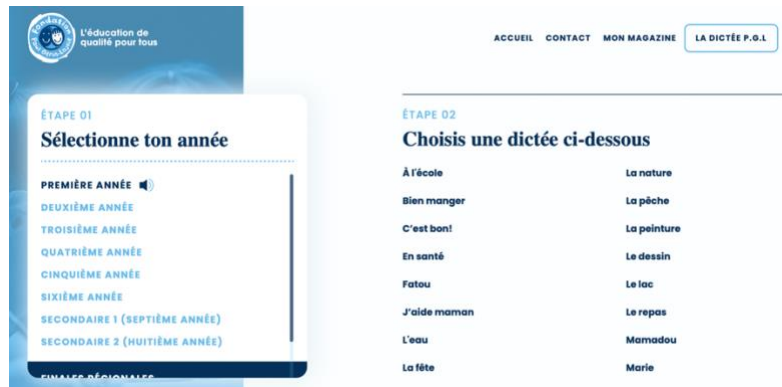 Fondation
L'éducation de
qualité pour tous
ACCUEIL CONTACT MON MAGAZINE LA DICTÉE P.G.L
ÉTAPE 01
Sélectionne ton année
PREMIÈRE ANNÉE
DEUXIÈME ANNÉE
TROISIÈME ANNÉE
QUATRIÈME ANNÉE
CINQUIÈME ANNÉE
SIXIÈME ANNÉE
SECONDAIRE 1 (SEPTIÈME ANNÉE)
SECONDAIRE 2 (HUITIÈME ANNÉE)
FINALES RÉGIONALES
ÉTAPE 02
Choisis une dictée ci-dessous
À l'école
Bien manger
C'est bon!
En santé
Fatou
J'aide maman
L'eau
La fête
La nature
La pêche
La peinture
Le dessin
Le lac
Le repas
Mamadou
Marie